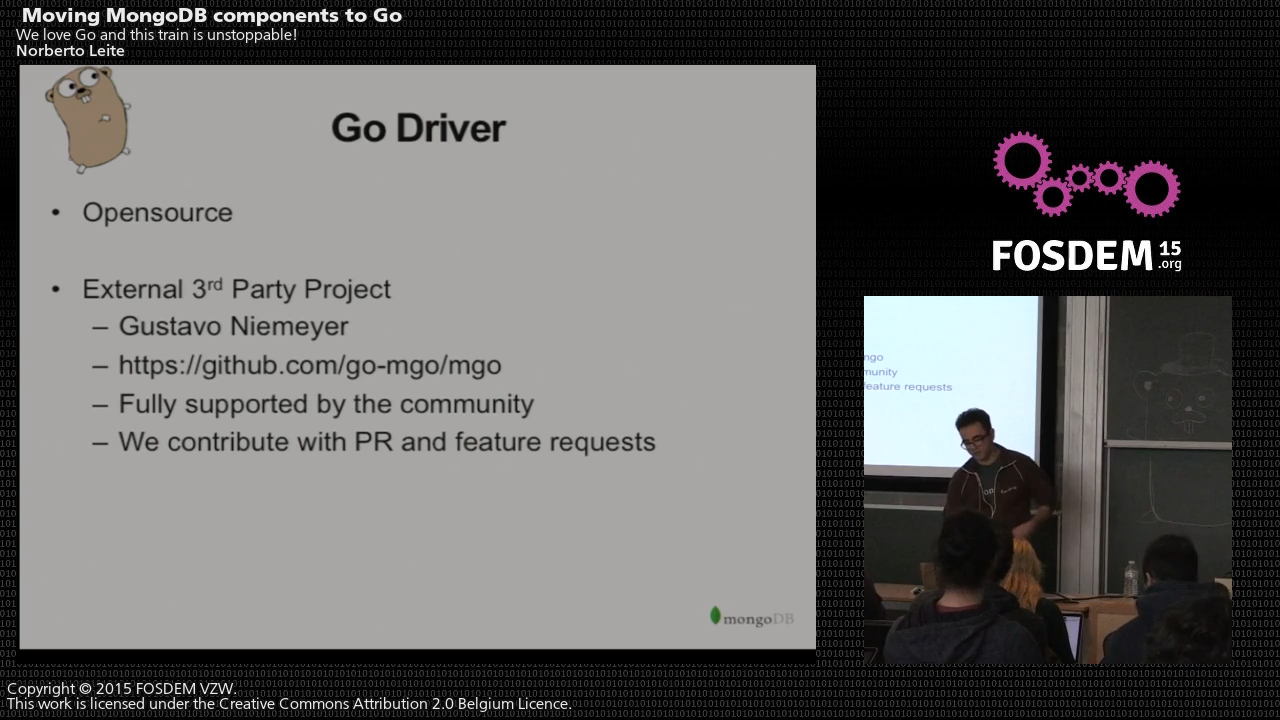 Moving MongoDB components to Go
We love Go and this train is unstoppable!
Norberto Leite
Go Driver
• Opensource
• External 3rd Party Project
– Gustavo Niemeyer
– https://github.com/go-mgo/mgo
– Fully supported by the community
– We contribute with PR and feature requests
mongoDB
FOSDEM 15
.org
ngo
munity
feature requests
Copyright © 2015 FOSDEM VZW.
This work is licensed under the Creative Commons Attribution 2.0 Belgium Licence.